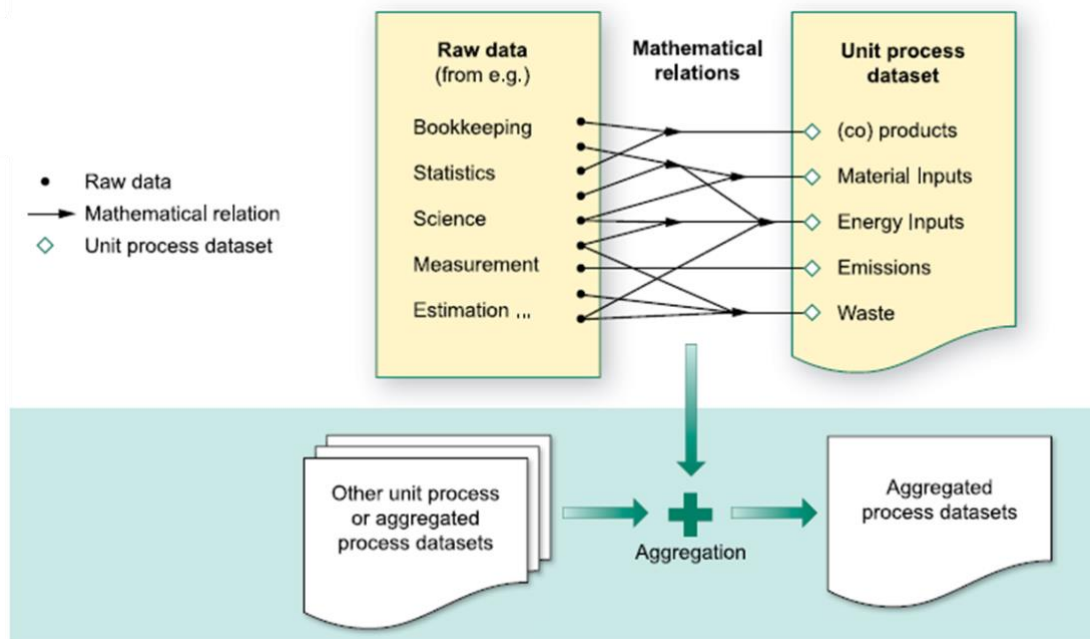 Raw data
(from e.g.)
Bookkeeping
Statistics
Science
Measurement
Estimation ...
Mathematical
relations
Unit process
dataset
(co) products
Material Inputs
Energy Inputs
Emissions
Waste
Raw data
Mathematical relation
Unit process dataset
Other unit process
or aggregated
process datasets
Aggregation
Aggregated
process datasets